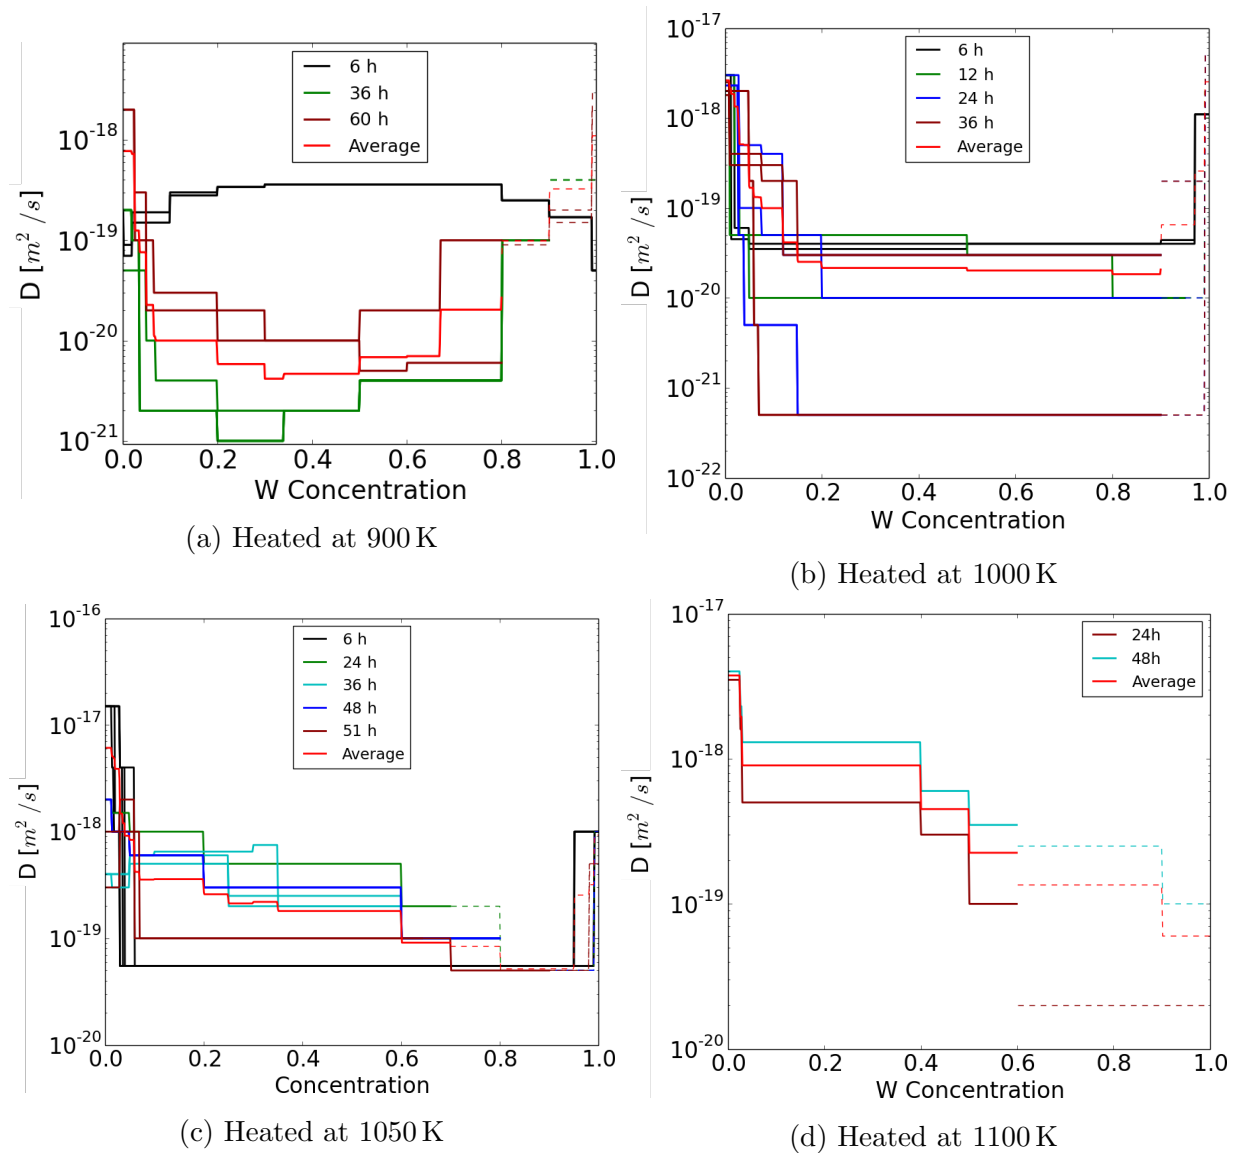 6 h
36 h
60 h
Average
10^-18
10^-19
10^-20
10^-21
D [m^2 /s]
0.0 0.2 0.4 0.6 0.8 1.0
W Concentration
(a) Heated at 900 K
10^-17
10^-18
10^-19
10^-20
10^-21
10^-22
6 h
12 h
24 h
36 h
Average
D [m^2 /s]
0.0 0.2 0.4 0.6 0.8 1.0
W Concentration
(b) Heated at 1000 K
10^-16
10^-17
10^-18
10^-19
10^-20
6 h
24 h
36 h
48 h
51 h
Average
D [m^2 /s]
0.0 0.2 0.4 0.6 0.8 1.0
Concentration
(c) Heated at 1050 K
10^-17
10^-18
10^-19
10^-20
24h
48h
Average
D [m^2 /s]
0.0 0.2 0.4 0.6 0.8 1.0
W Concentration
(d) Heated at 1100 K